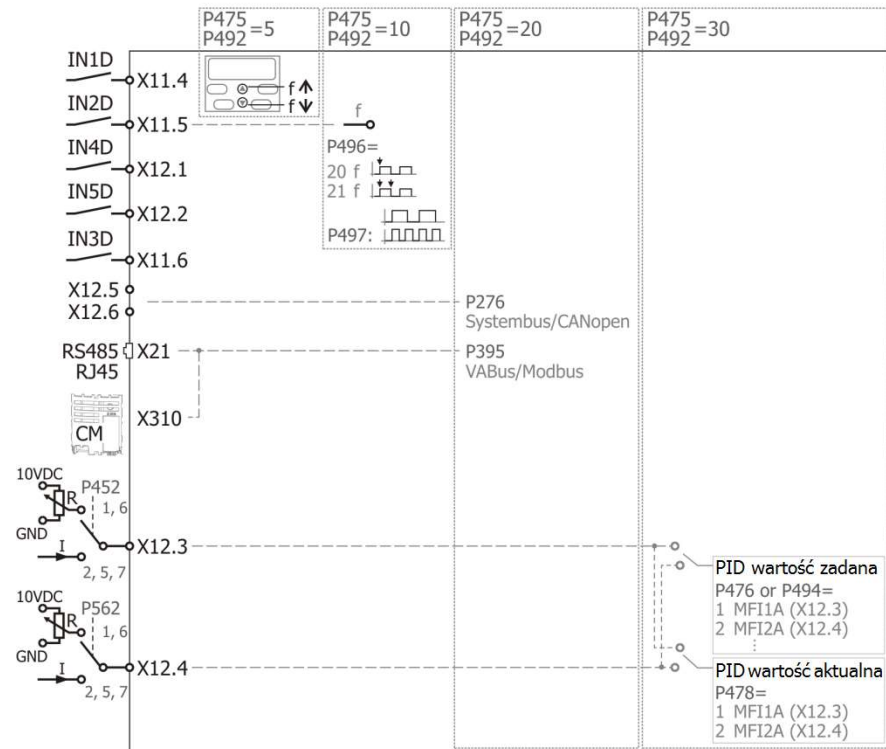 P475
P492 =5
P475
P492 =10
P475
P492 =20
P475
P492 =30
IN1D
X11.4
f
f
IN2D
X11.5
f
IN4D
X12.1
P496=
20 f
21 f
IN5D
X12.2
P497:
IN3D
X11.6
X12.5
X12.6
P276
Systembus/CANopen
RS485 X21
RJ45
P395
VABus/Modbus
CM
X310
10VDC
P452
R
1, 6
GND
I
X12.3
2, 5, 7
PID wartość zadana
P476 or P494=
1 MFI1A (X12.3)
2 MFI2A (X12.4)
⋮
10VDC
P562
R
1, 6
GND
I
X12.4
2, 5, 7
PID wartość aktualna
P478=
1 MFI1A (X12.3)
2 MFI2A (X12.4)